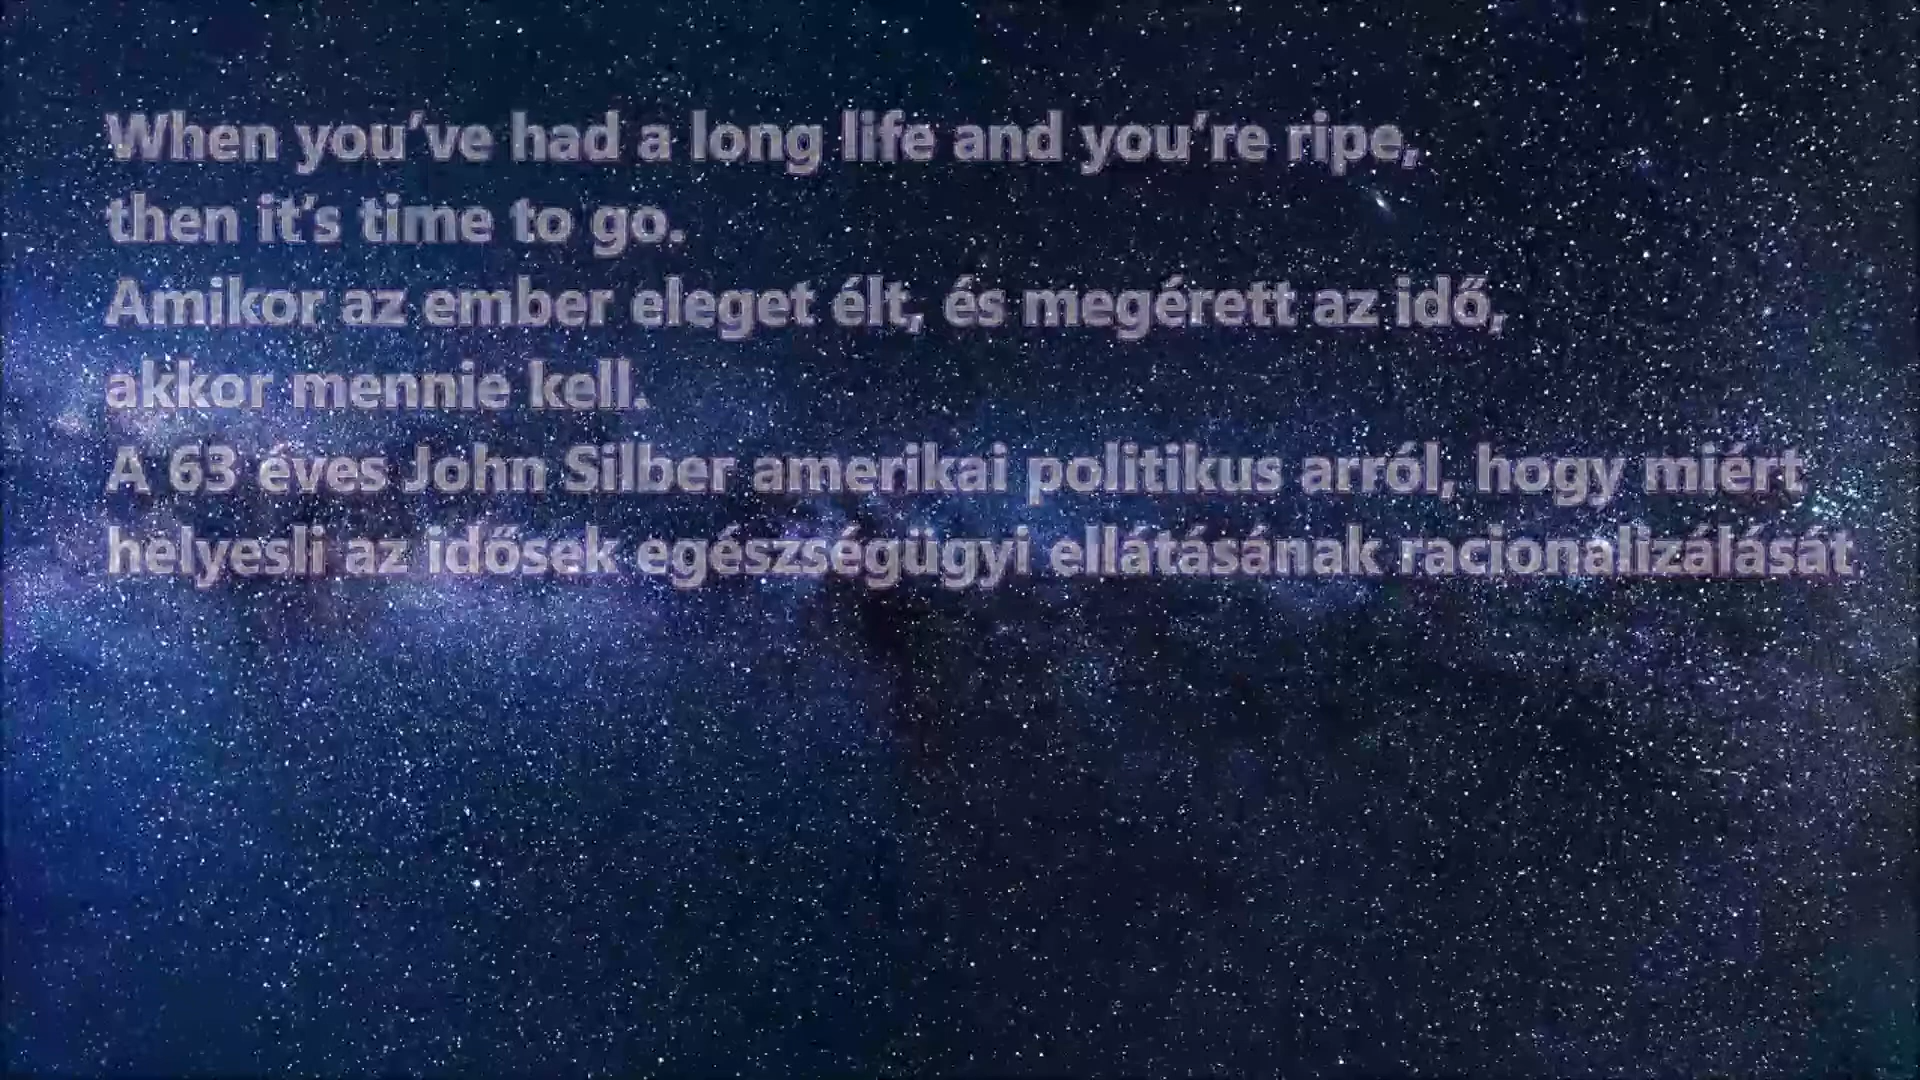 When you’ve had a long life and you’re ripe,
then it’s time to go.
Amikor az ember eleget élt, és megérett az idő,
akkor mennie kell.
A 63 éves John Silber amerikai politikus arról, hogy miért
helyesli az idősek egészségügyi ellátásának racionalizálását